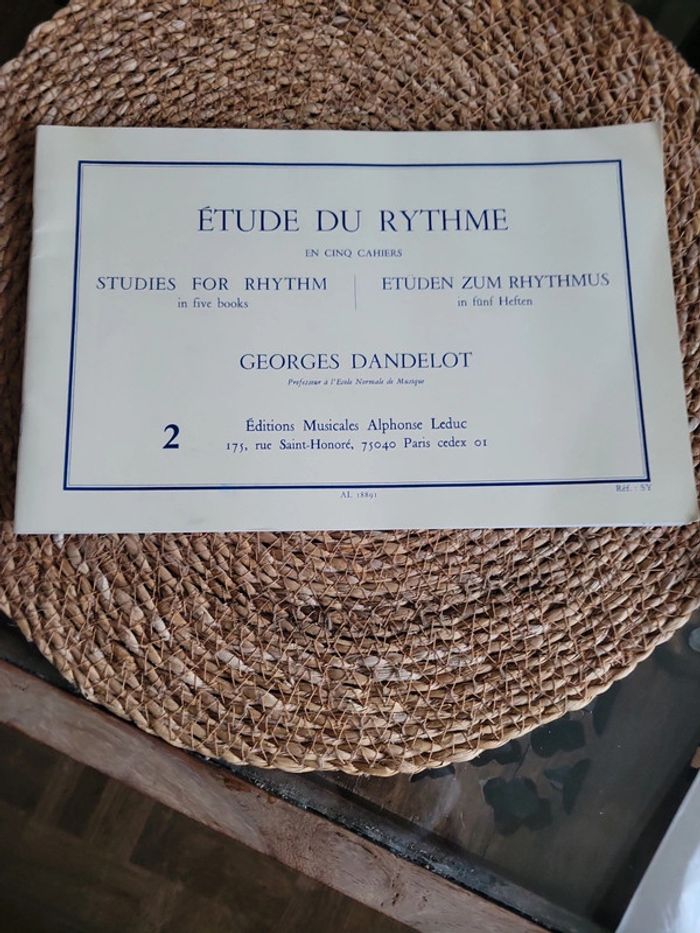 ÉTUDE DU RYTHME
EN CINQ CAHIERS
STUDIES FOR RHYTHM
in five books
ETÜDEN ZUM RHYTHMUS
in fünf Heften
GEORGES DANDELOT
Professeur à l'Ecole Normale de Musique
2
Éditions Musicales Alphonse Leduc
175, rue Saint-Honoré, 75040 Paris cedex 01
AL 18891
Réf. : SY